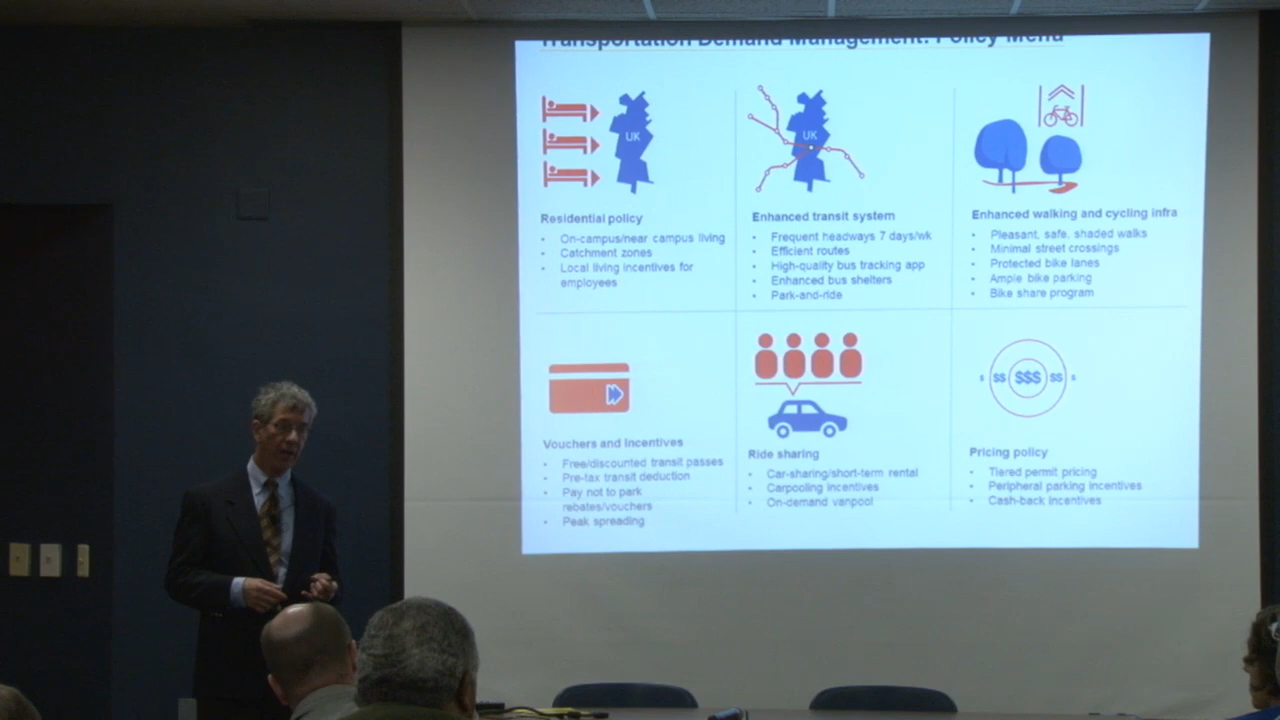 Transportation Demand Management: Policy Menu
UK
Residential policy
• On-campus/near campus living
• Catchment zones
• Local living incentives for
employees
UK
Enhanced transit system
• Frequent headways 7 days/wk
• Efficient routes
• High-quality bus tracking app
• Enhanced bus shelters
• Park-and-ride
Enhanced walking and cycling infra
• Pleasant, safe, shaded walks
• Minimal street crossings
• Protected bike lanes
• Ample bike parking
• Bike share program
Vouchers and Incentives
• Free/discounted transit passes
• Pre-tax transit deduction
• Pay not to park
rebates/vouchers
• Peak spreading
Ride sharing
• Car-sharing/short-term rental
• Carpooling incentives
• On-demand vanpool
$ $$ $$$ $$ $
Pricing policy
• Tiered permit pricing
• Peripheral parking incentives
• Cash-back incentives